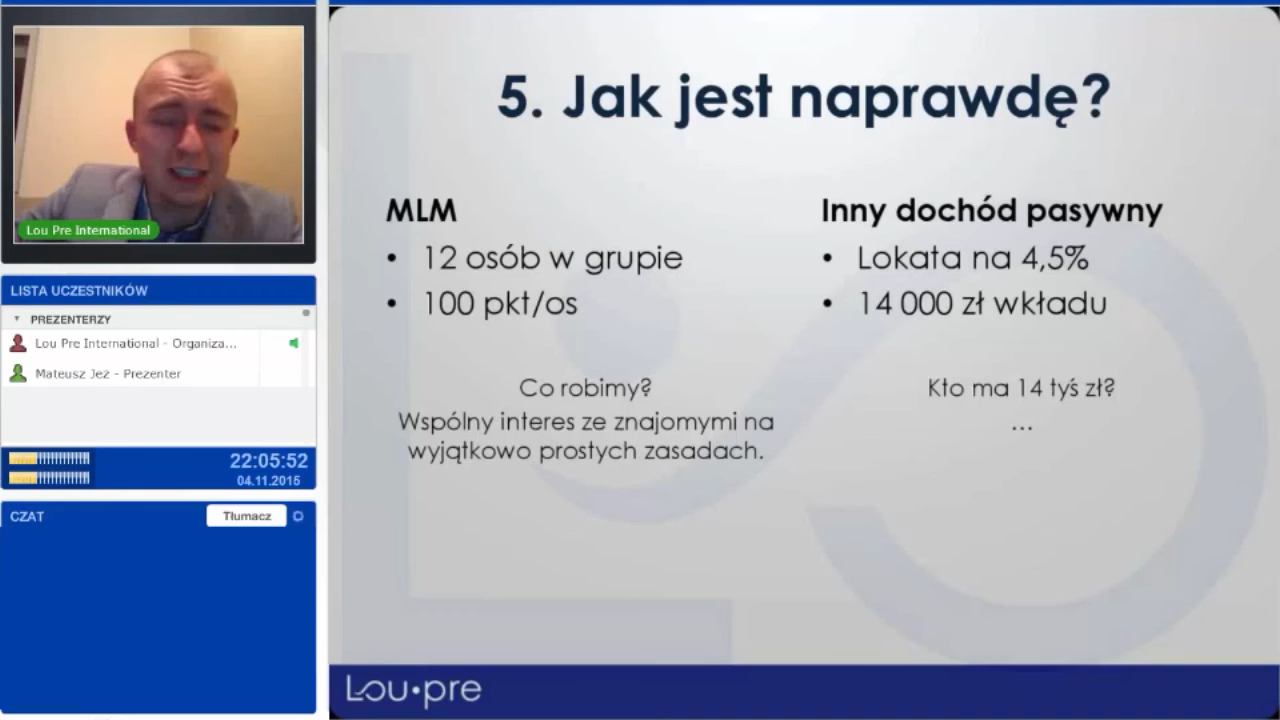 Lou Pre International
LISTA UCZESTNIKÓW
PREZENTERZY
Lou Pre International - Organiza...
Mateusz Jeż - Prezenter
22:05:52
04.11.2015
CZAT
Tłumacz
5. Jak jest naprawdę?
MLM
• 12 osób w grupie
• 100 pkt/os
Co robimy?
Wspólny interes ze znajomymi na
wyjątkowo prostych zasadach.
Inny dochód pasywny
• Lokata na 4,5%
• 14 000 zł wkładu
Kto ma 14 tyś zł?
...
Lou•pre